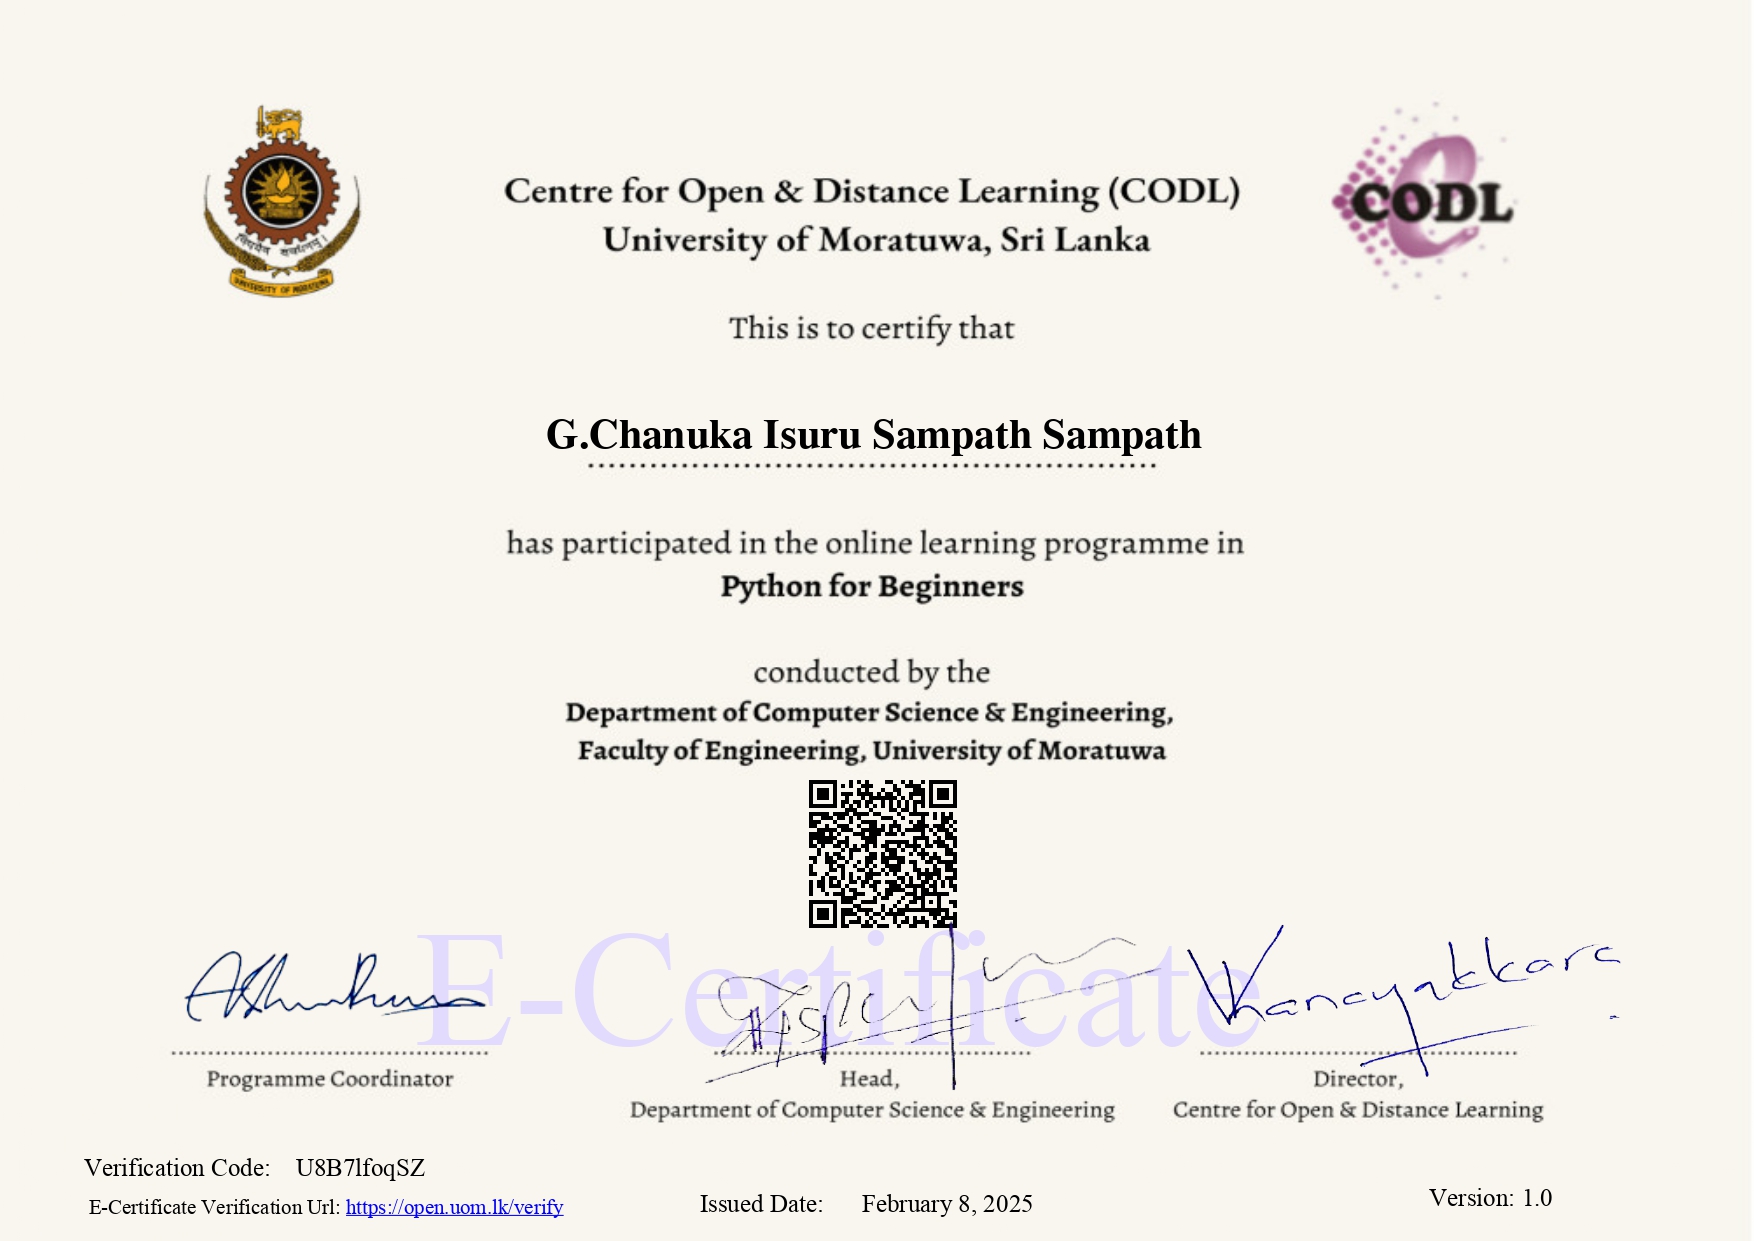 Centre for Open & Distance Learning (CODL)
University of Moratuwa, Sri Lanka
CODL
विद्ययैव सर्वधनम्।
UNIVERSITY OF MORATUWA
This is to certify that
G.Chanuka Isuru Sampath Sampath
has participated in the online learning programme in
Python for Beginners
conducted by the
Department of Computer Science & Engineering,
Faculty of Engineering, University of Moratuwa
E-Certificate
Programme Coordinator
Head,
Department of Computer Science & Engineering
Director,
Centre for Open & Distance Learning
Verification Code: U8B7lfoqSZ
E-Certificate Verification Url: https://open.uom.lk/verify
Issued Date: February 8, 2025
Version: 1.0